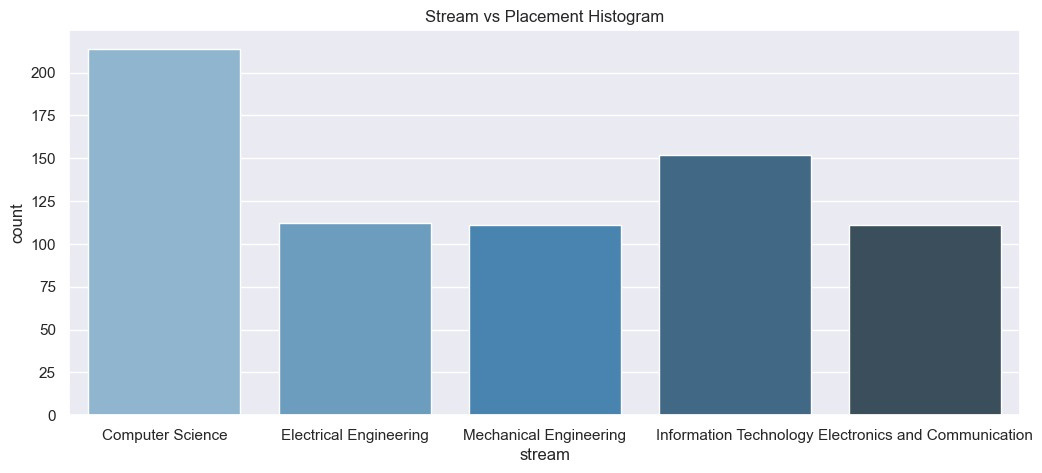 Stream vs Placement Histogram
count
200
175
150
125
100
75
50
25
0
Computer Science Electrical Engineering Mechanical Engineering Information Technology Electronics and Communication
stream